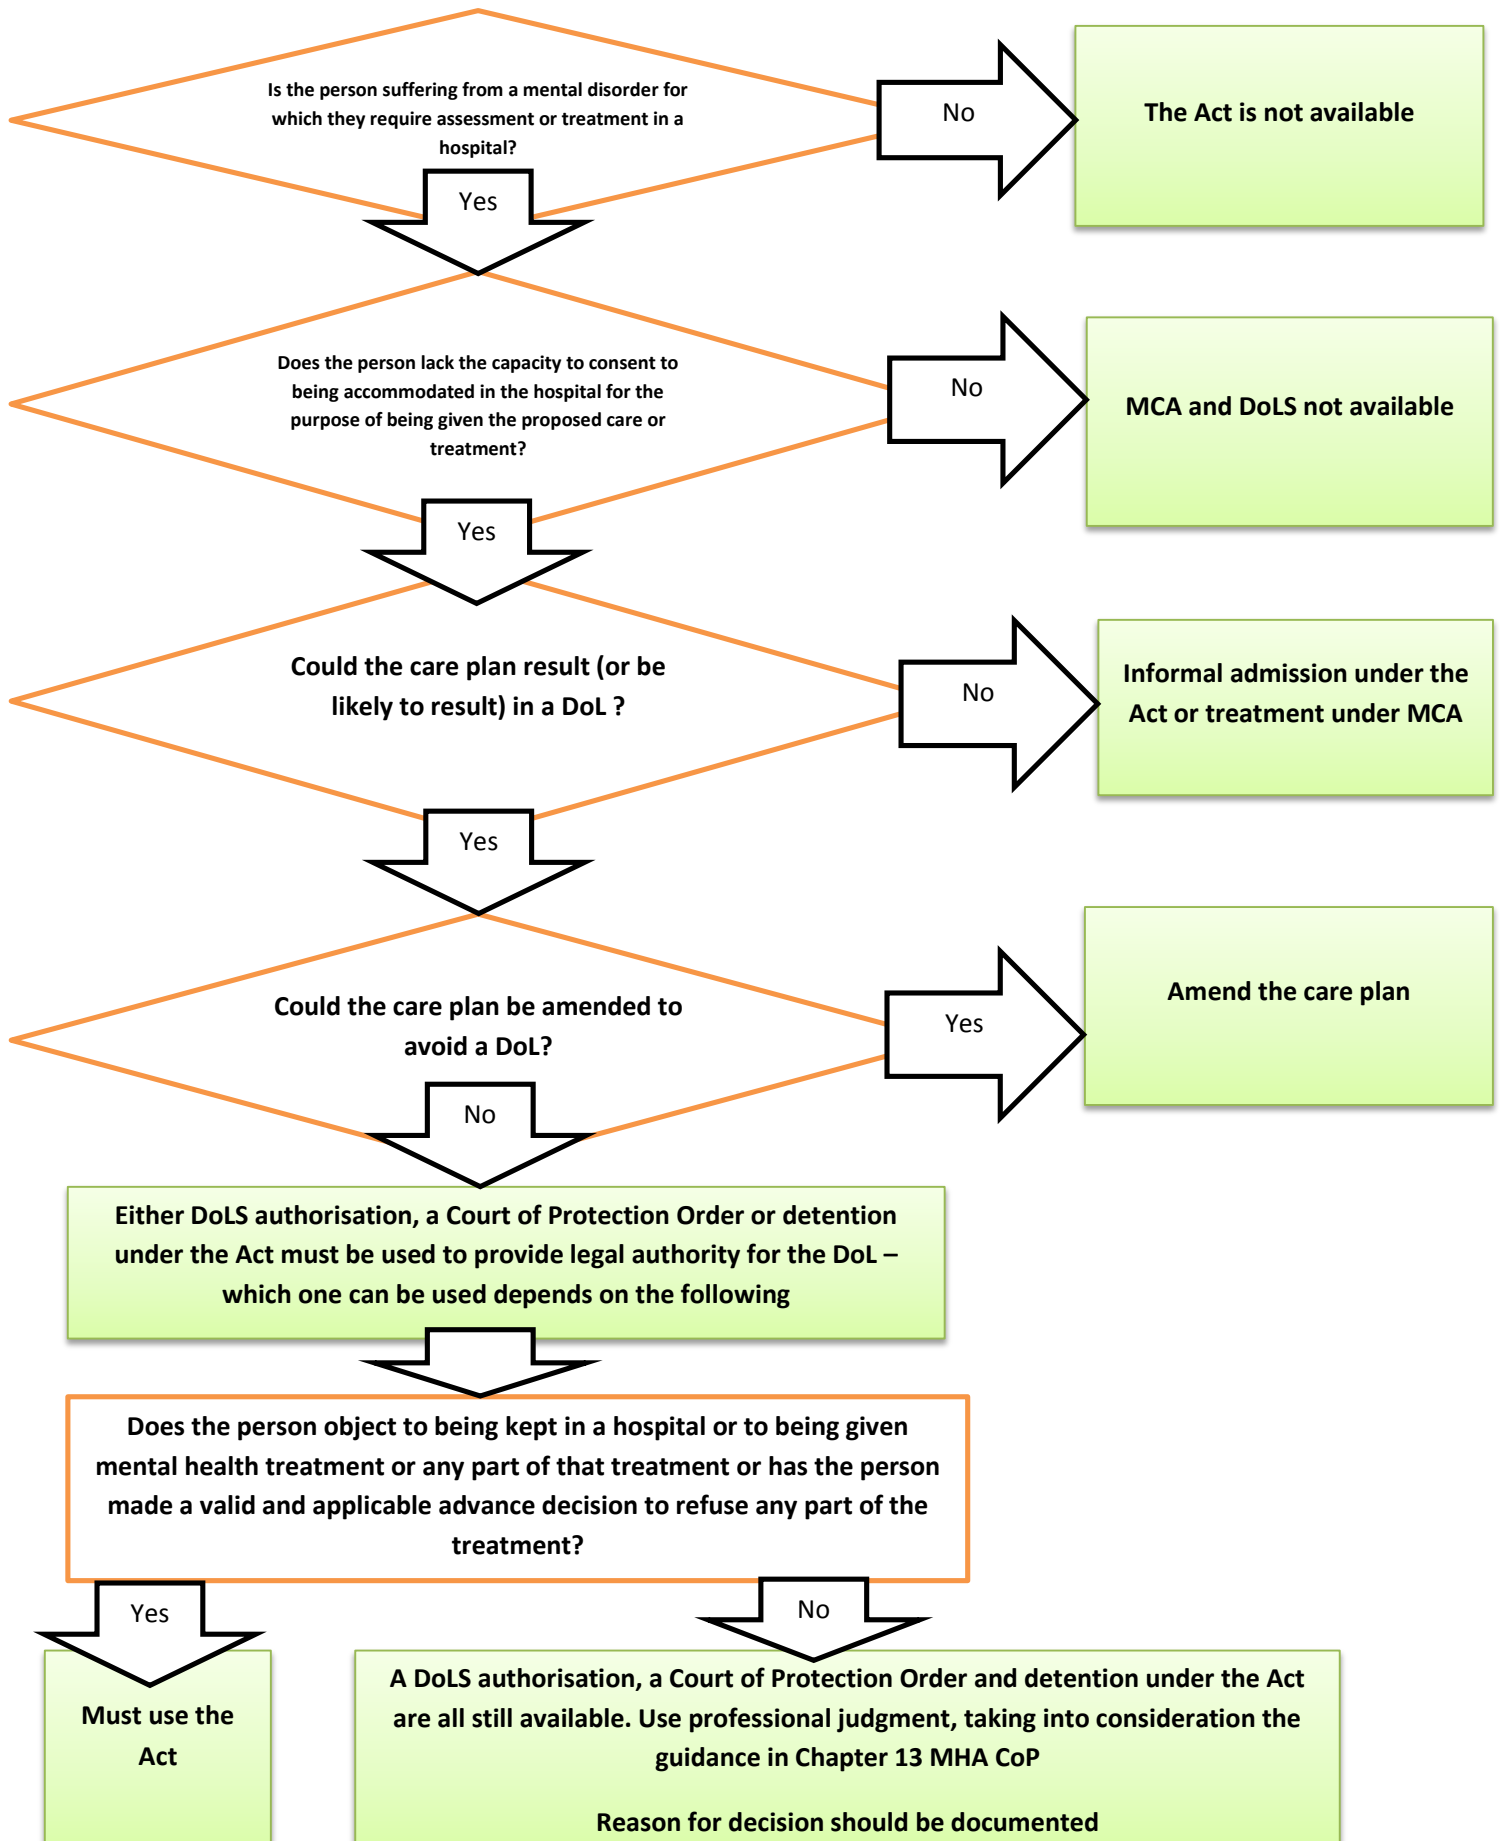 Is the person suffering from a mental disorder for
which they require assessment or treatment in a
hospital?
No
The Act is not available
Yes
Does the person lack the capacity to consent to
being accommodated in the hospital for the
purpose of being given the proposed care or
treatment?
No
MCA and DoLS not available
Yes
Could the care plan result (or be
likely to result) in a DoL ?
No
Informal admission under the
Act or treatment under MCA
Yes
Could the care plan be amended to
avoid a DoL?
Yes
Amend the care plan
No
Either DoLS authorisation, a Court of Protection Order or detention
under the Act must be used to provide legal authority for the DoL –
which one can be used depends on the following
Does the person object to being kept in a hospital or to being given
mental health treatment or any part of that treatment or has the person
made a valid and applicable advance decision to refuse any part of the
treatment?
Yes
Must use the
Act
No
A DoLS authorisation, a Court of Protection Order and detention under the Act
are all still available. Use professional judgment, taking into consideration the
guidance in Chapter 13 MHA CoP
Reason for decision should be documented